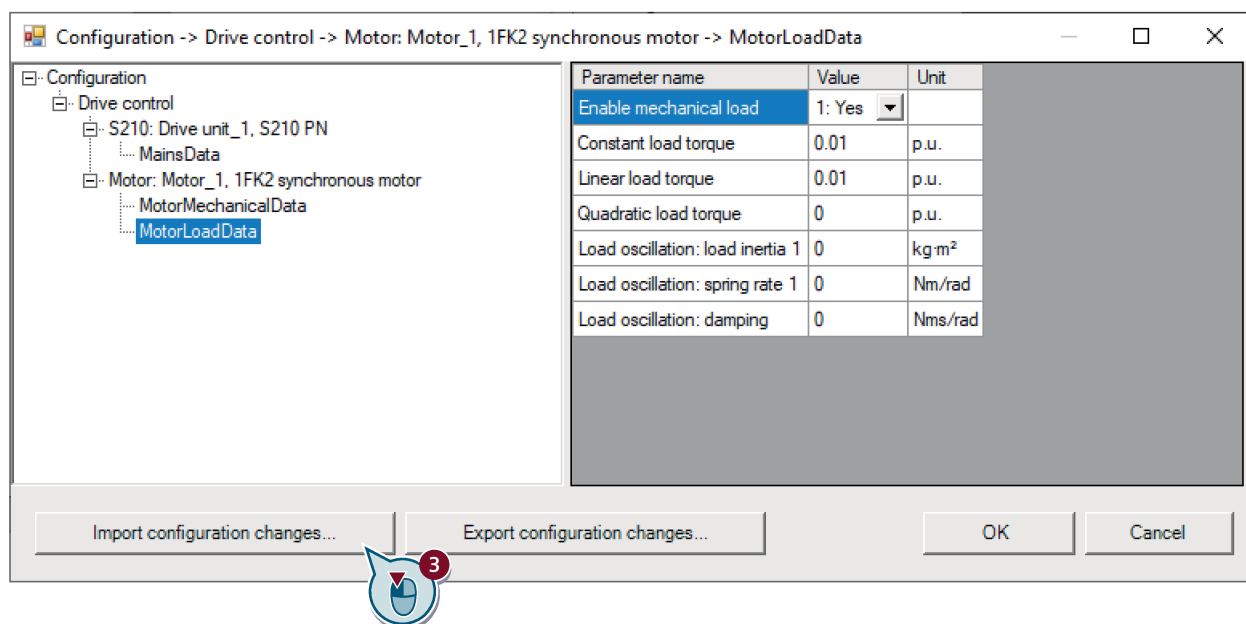 Configuration -> Drive control -> Motor: Motor_1, 1FK2 synchronous motor -> MotorLoadData
Configuration
Drive control
S210: Drive unit_1, S210 PN
MainsData
Motor: Motor_1, 1FK2 synchronous motor
MotorMechanicalData
MotorLoadData
Parameter name Value Unit
Enable mechanical load 1: Yes
Constant load torque 0.01 p.u.
Linear load torque 0.01 p.u.
Quadratic load torque 0 p.u.
Load oscillation: load inertia 1 0 kg·m²
Load oscillation: spring rate 1 0 Nm/rad
Load oscillation: damping 0 Nms/rad
Import configuration changes... Export configuration changes... OK Cancel
3